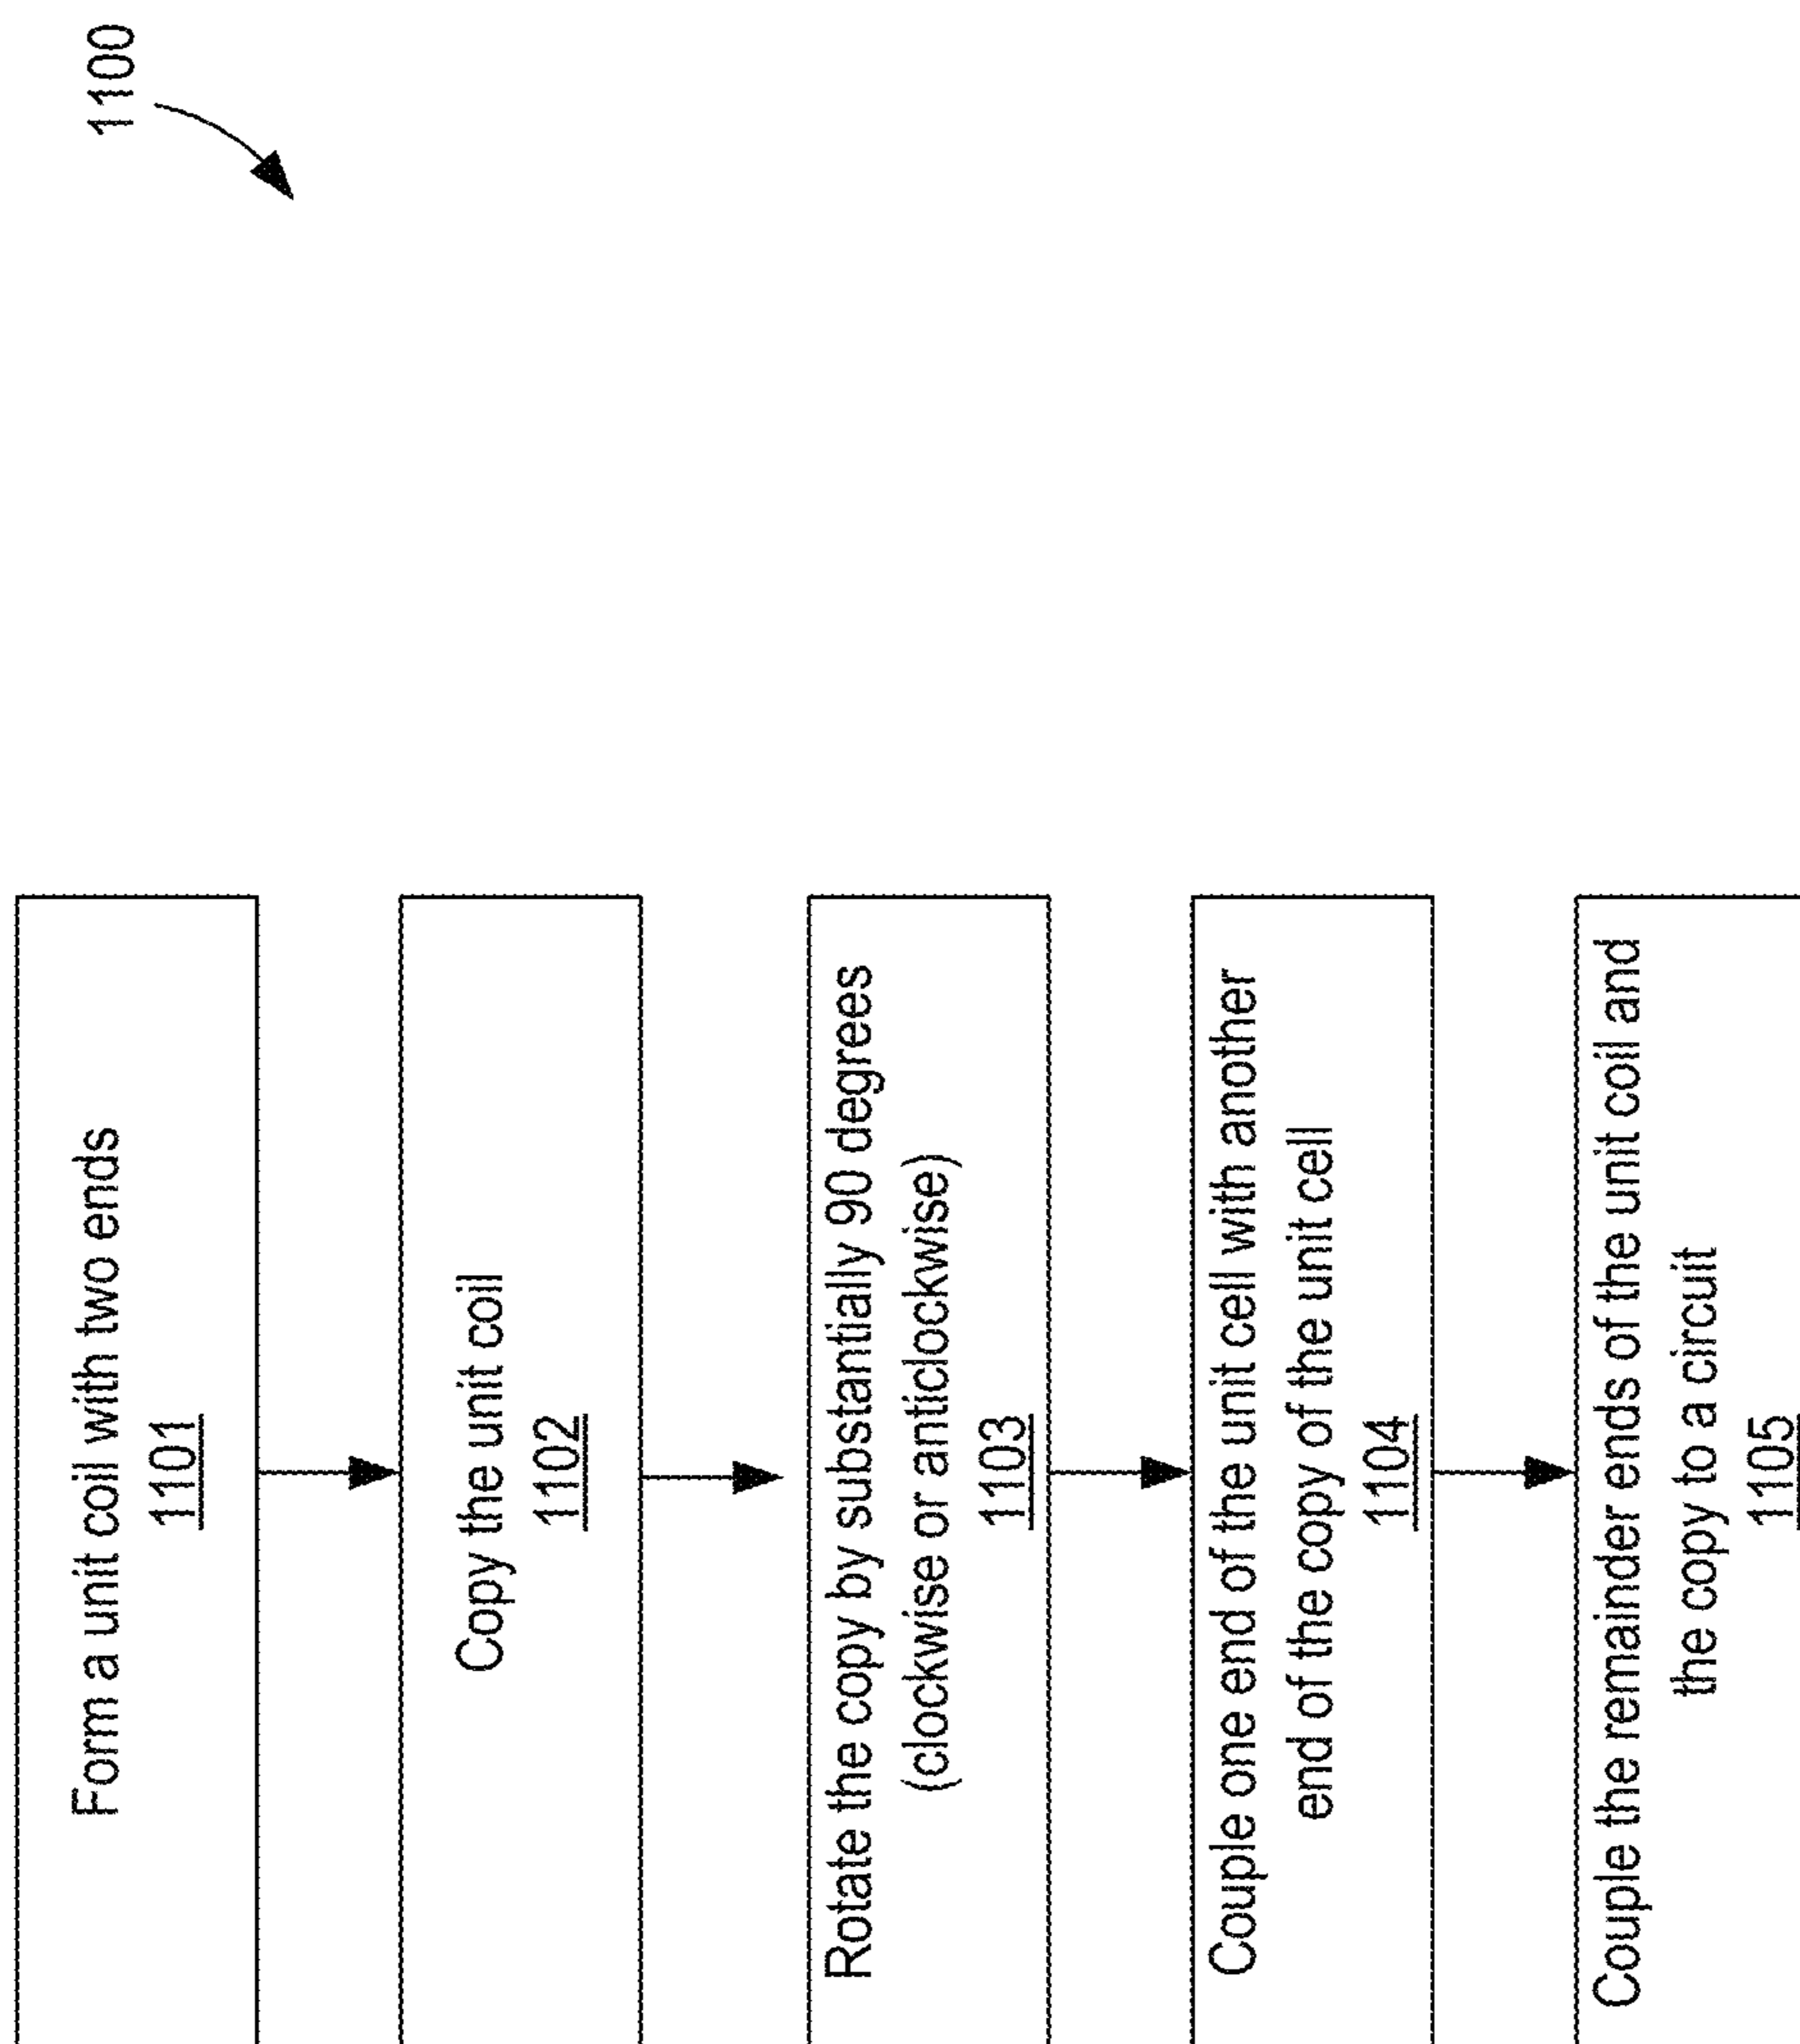 1100
Form a unit coil with two ends
1101
Copy the unit coil
1102
Rotate the copy by substantially 90 degrees
(clockwise or anticlockwise)
1103
Couple one end of the unit cell with another
end of the copy of the unit cell
1104
Couple the remainder ends of the unit coil and
the copy to a circuit
1105